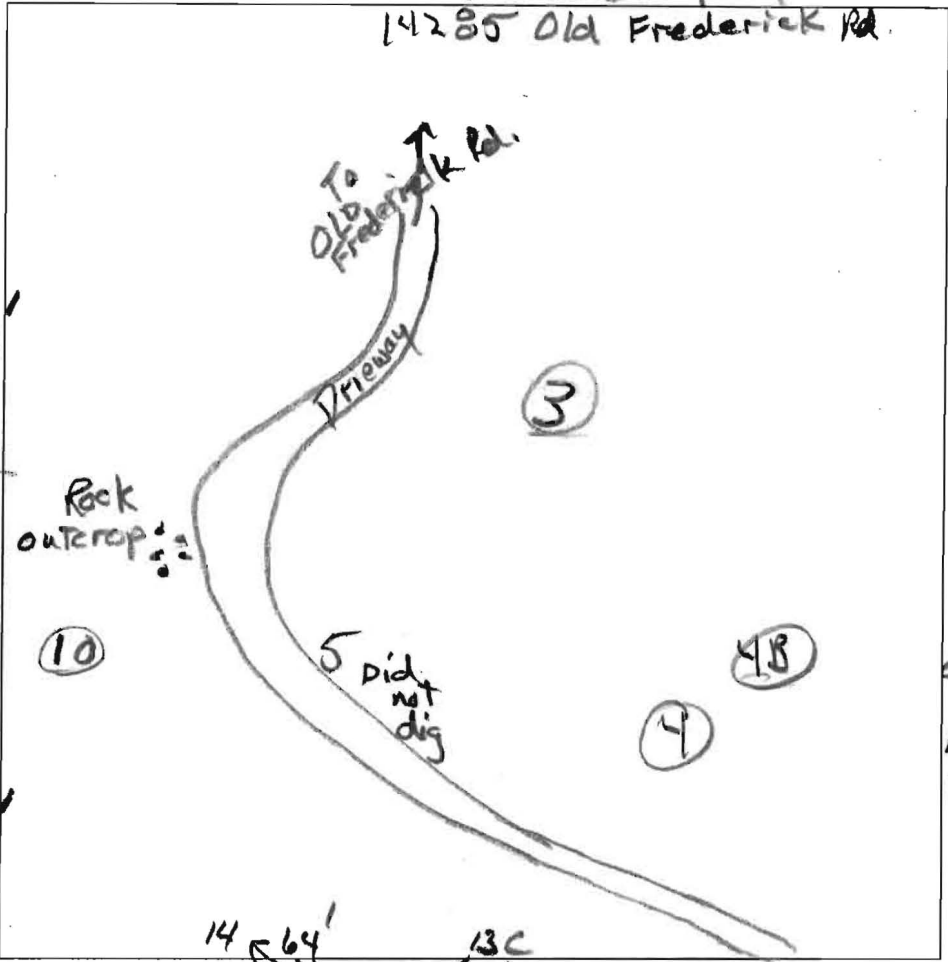 14285 Old Frederick Rd.
To
OLD
Frederick Rd.
Driveway
3
Rock
outcrop
10
5 Did
not
dig
4B
4
14 64' 13C